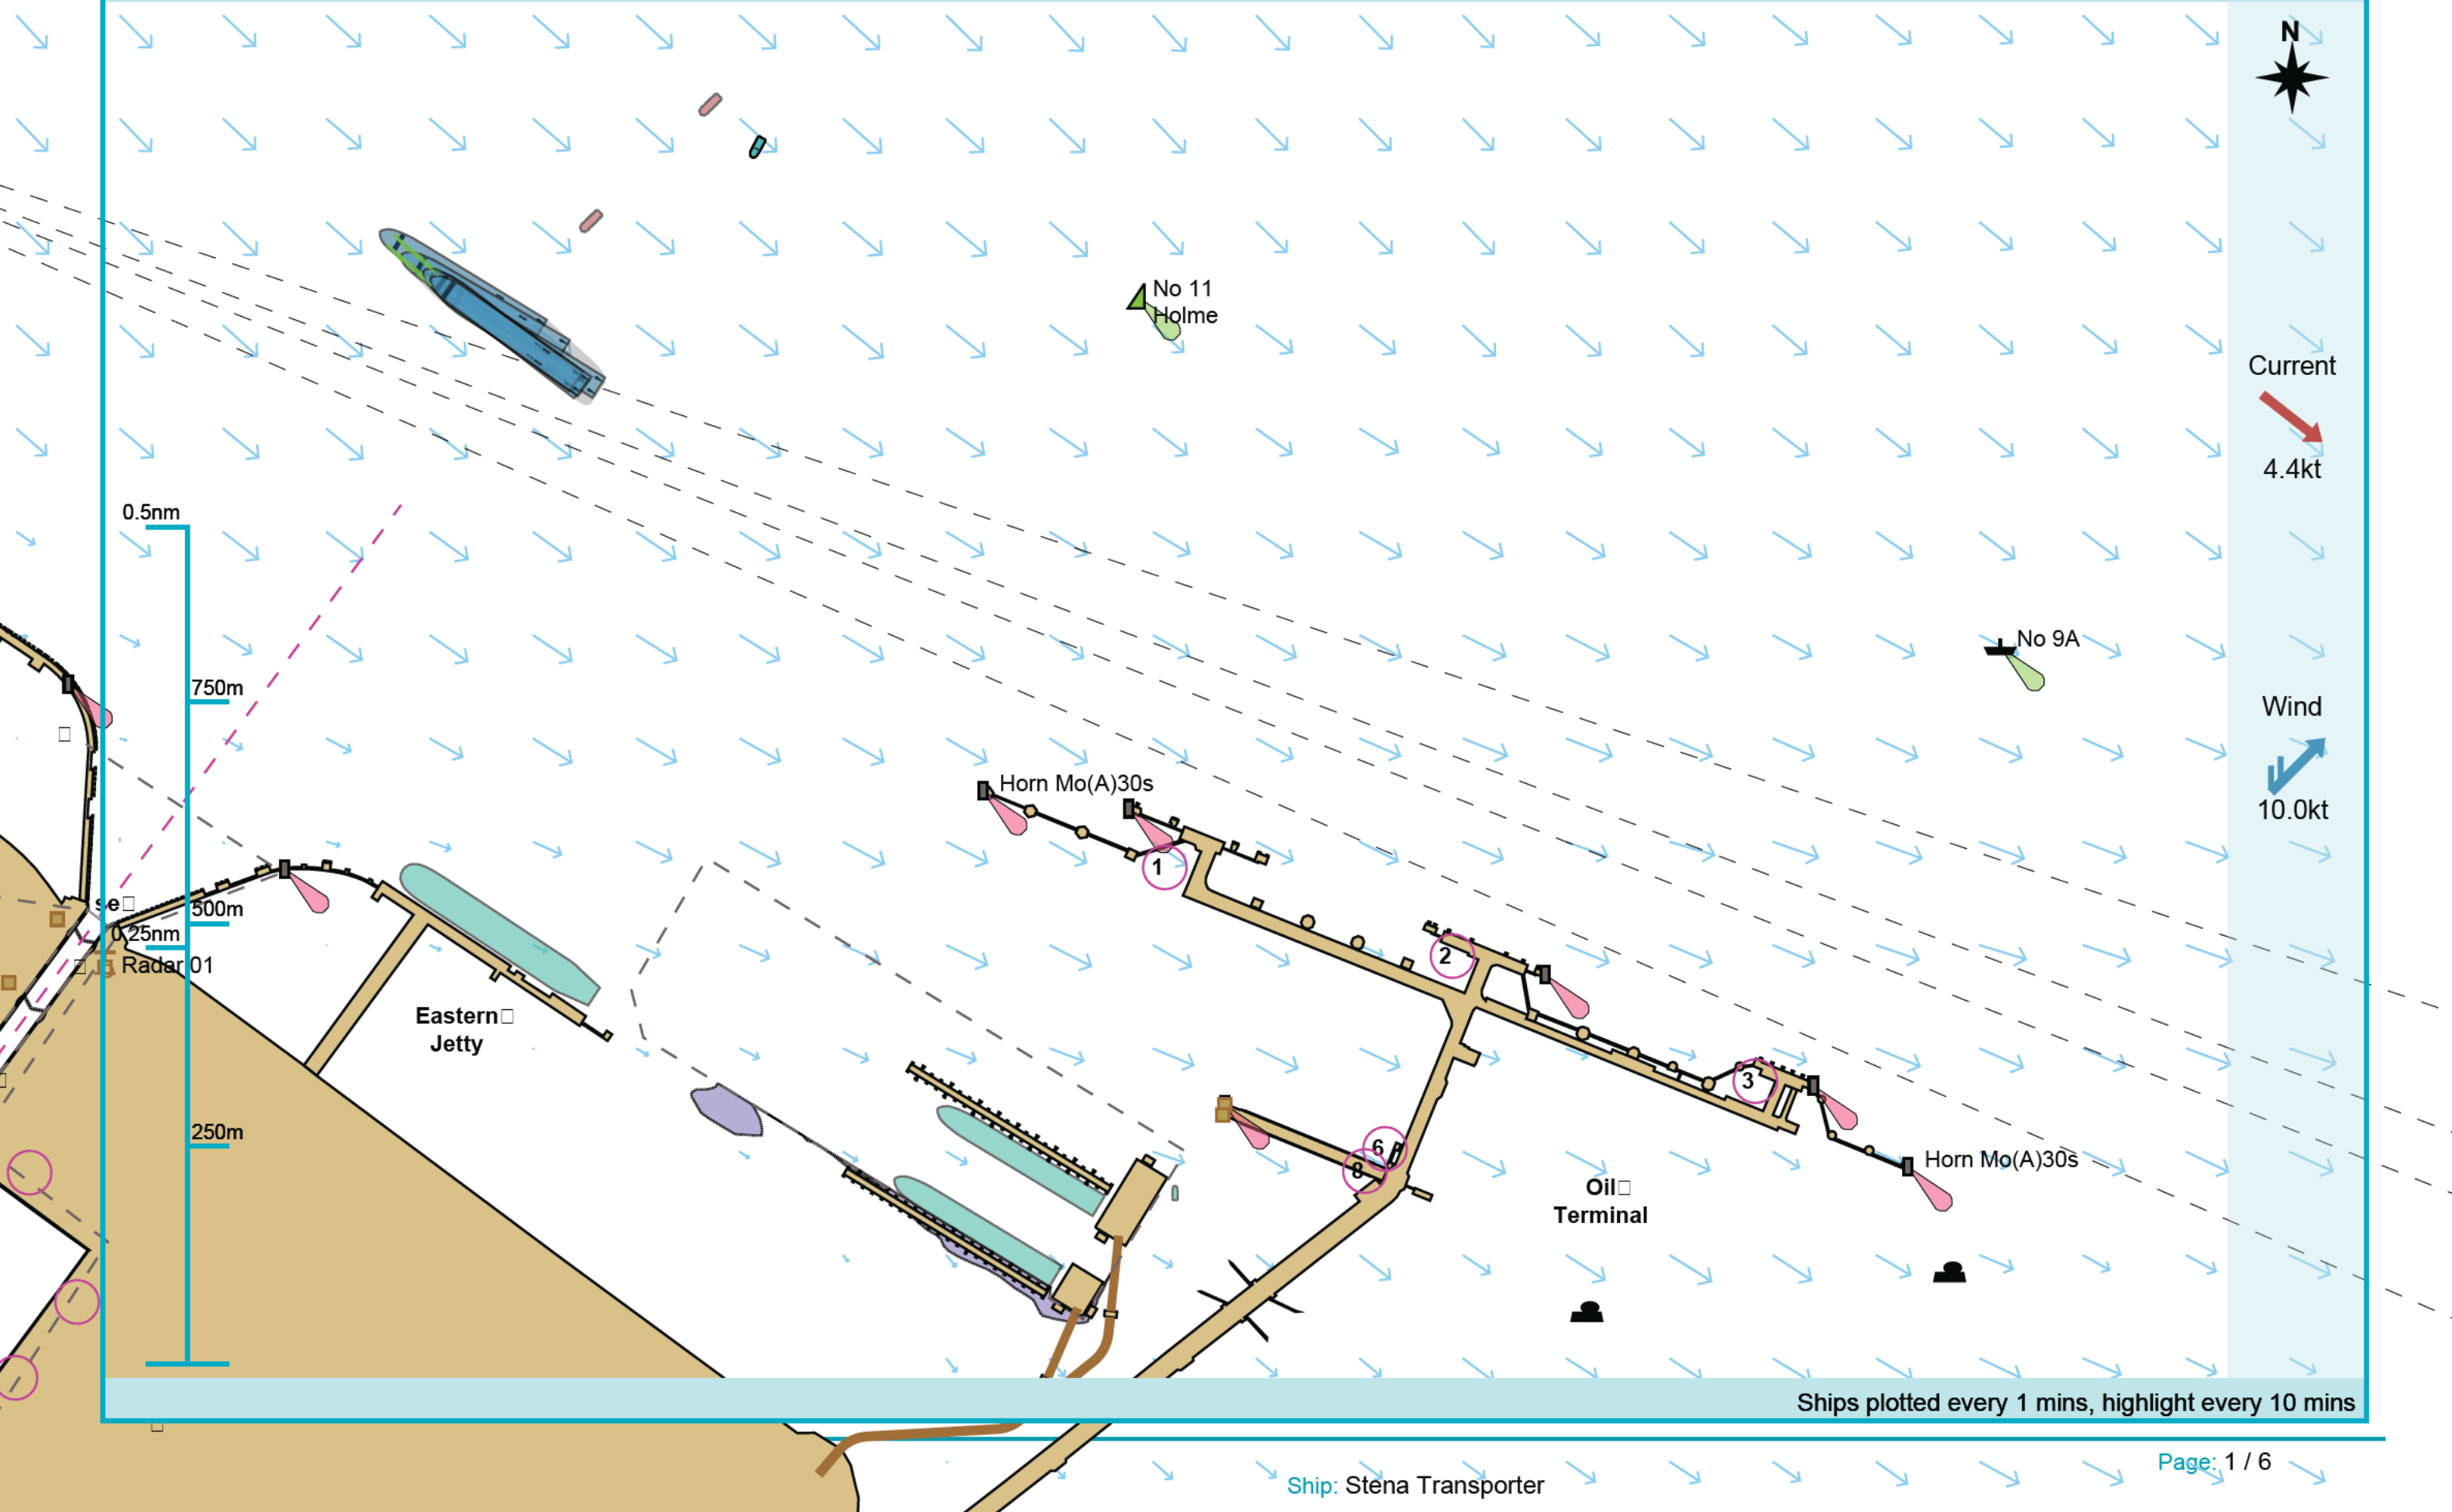 N
No 11
Holme
Current
4.4kt
0.5nm
No 9A
750m
Wind
Horn Mo(A)30s
10.0kt
1
se
500m
0.25nm
2
Radar 01
Eastern
Jetty
3
250m
6
8
Horn Mo(A)30s
Oil
Terminal
Ships plotted every 1 mins, highlight every 10 mins
Page: 1 / 6
Ship: Stena Transporter